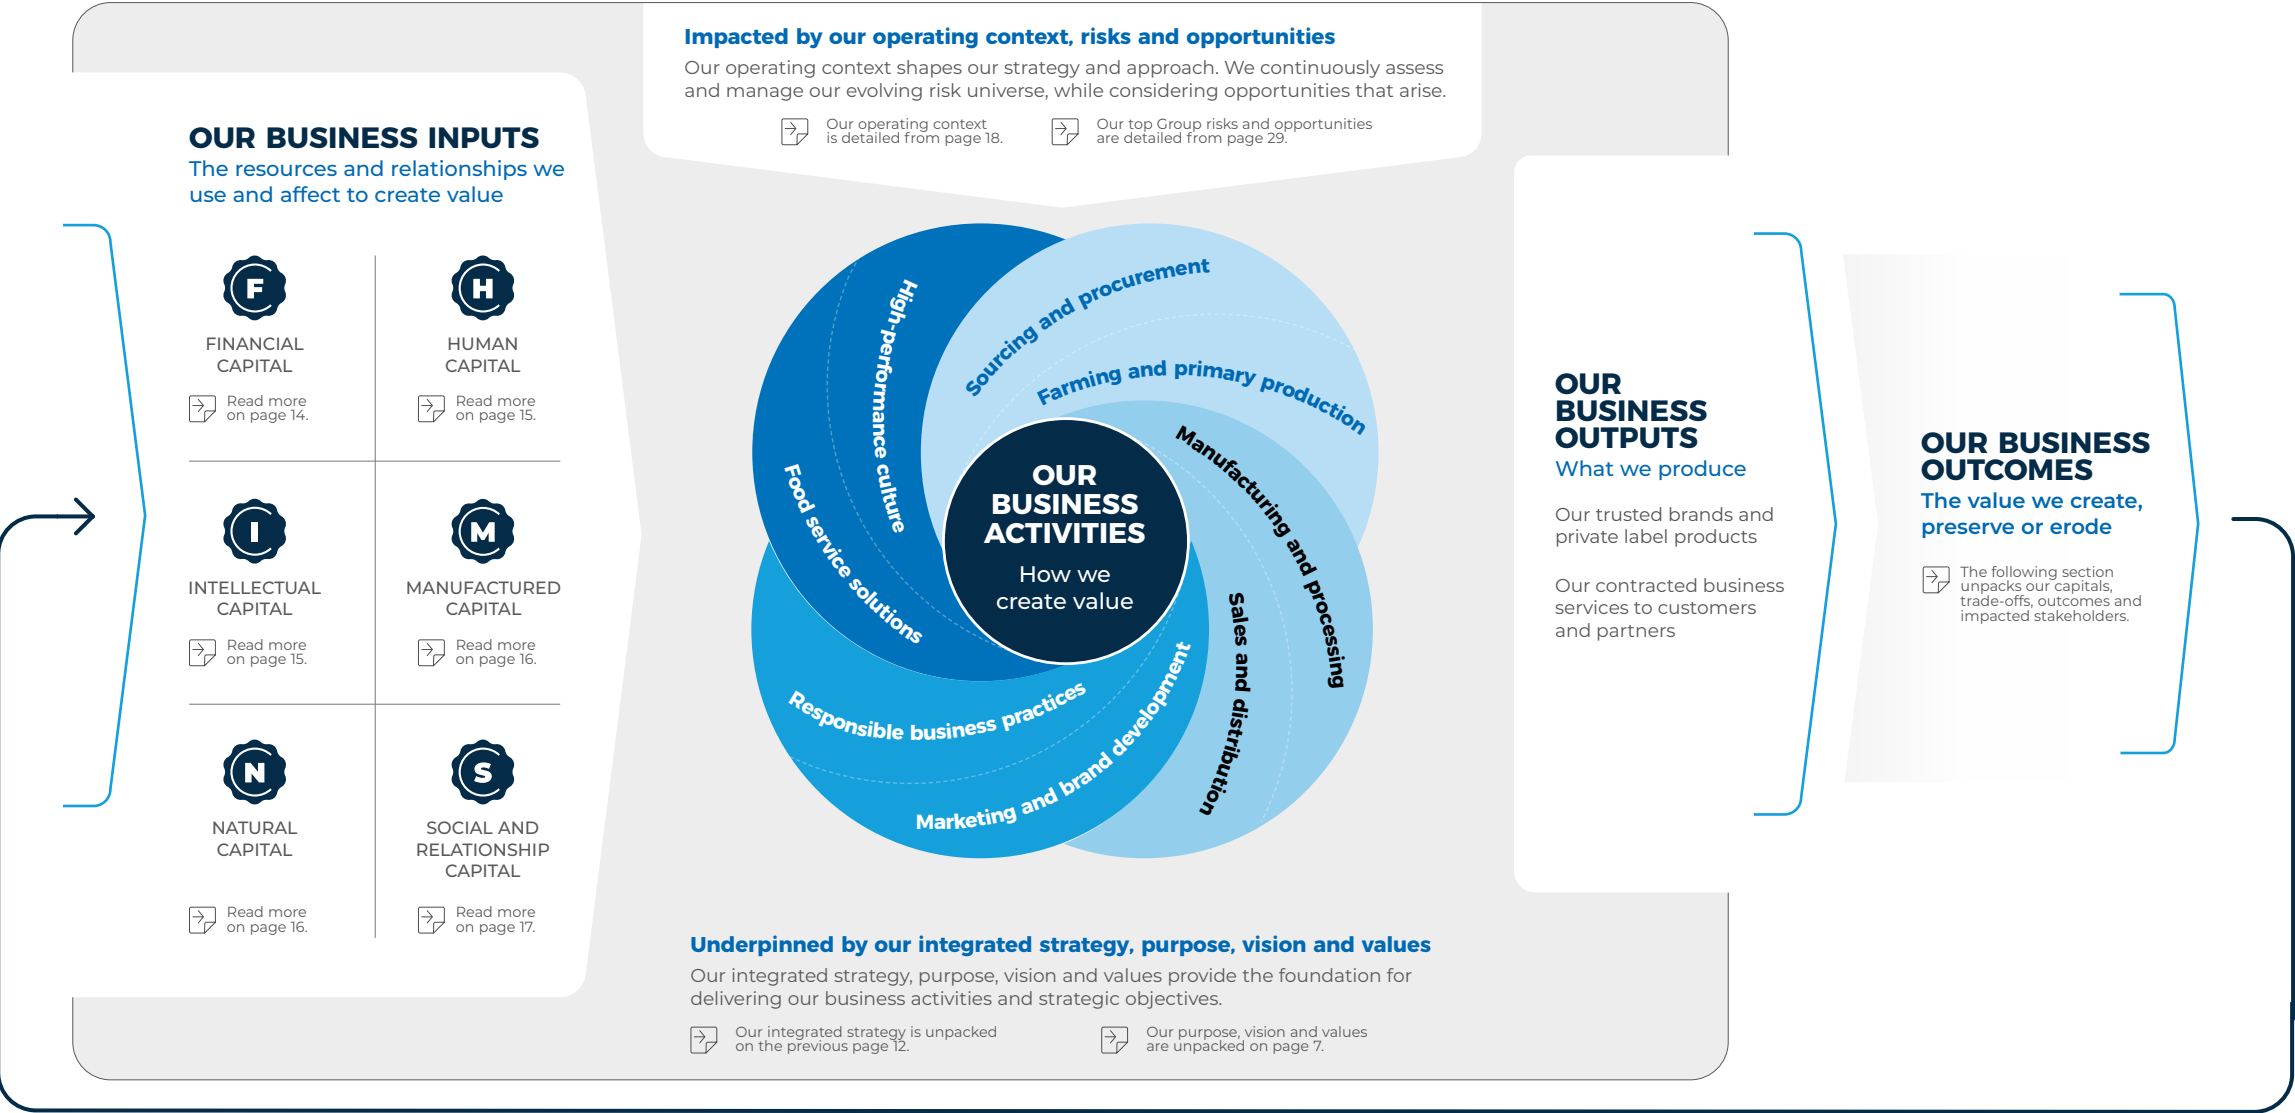 Impacted by our operating context, risks and opportunities
Our operating context shapes our strategy and approach. We continuously assess
and manage our evolving risk universe, while considering opportunities that arise.
Our operating context
is detailed from page 18.
Our top Group risks and opportunities
are detailed from page 29.
OUR BUSINESS INPUTS
The resources and relationships we
use and affect to create value
F
FINANCIAL
CAPITAL
Read more
on page 14.
H
HUMAN
CAPITAL
Read more
on page 15.
I
INTELLECTUAL
CAPITAL
Read more
on page 15.
M
MANUFACTURED
CAPITAL
Read more
on page 16.
N
NATURAL
CAPITAL
Read more
on page 16.
S
SOCIAL AND
RELATIONSHIP
CAPITAL
Read more
on page 17.
OUR
BUSINESS
ACTIVITIES
How we
create value
Sourcing and procurement
Farming and primary production
Manufacturing and processing
Sales and distribution
Marketing and brand development
Responsible business practices
Food service solutions
High-performance culture
Underpinned by our integrated strategy, purpose, vision and values
Our integrated strategy, purpose, vision and values provide the foundation for
delivering our business activities and strategic objectives.
Our integrated strategy is unpacked
on the previous page 12.
Our purpose, vision and values
are unpacked on page 7.
OUR
BUSINESS
OUTPUTS
What we produce
Our trusted brands and
private label products
Our contracted business
services to customers
and partners
OUR BUSINESS
OUTCOMES
The value we create,
preserve or erode
The following section
unpacks our capitals,
trade-offs, outcomes and
impacted stakeholders.